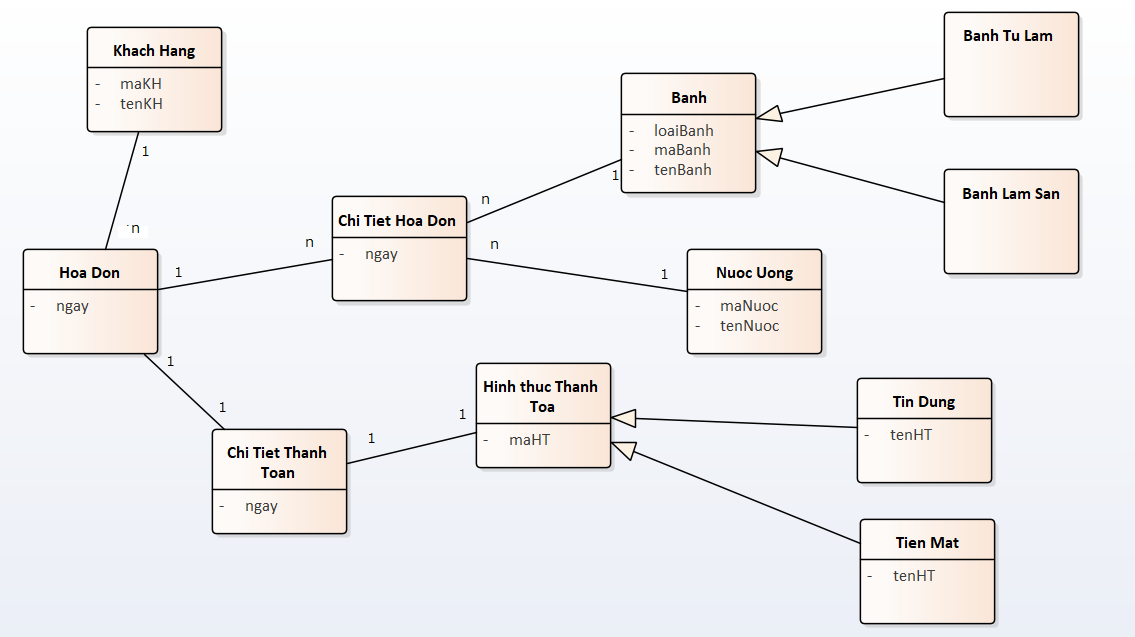 Khach Hang
- maKH
- tenKH
1
n
Hoa Don
- ngay
1
n
Chi Tiet Hoa Don
- ngay
n
1
Banh
- loaiBanh
- maBanh
- tenBanh
Banh Tu Lam
Banh Lam San
n
1
Nuoc Uong
- maNuoc
- tenNuoc
1
1
Chi Tiet Thanh
Toan
- ngay
1
1
Hinh thuc Thanh
Toa
- maHT
Tin Dung
- tenHT
Tien Mat
- tenHT